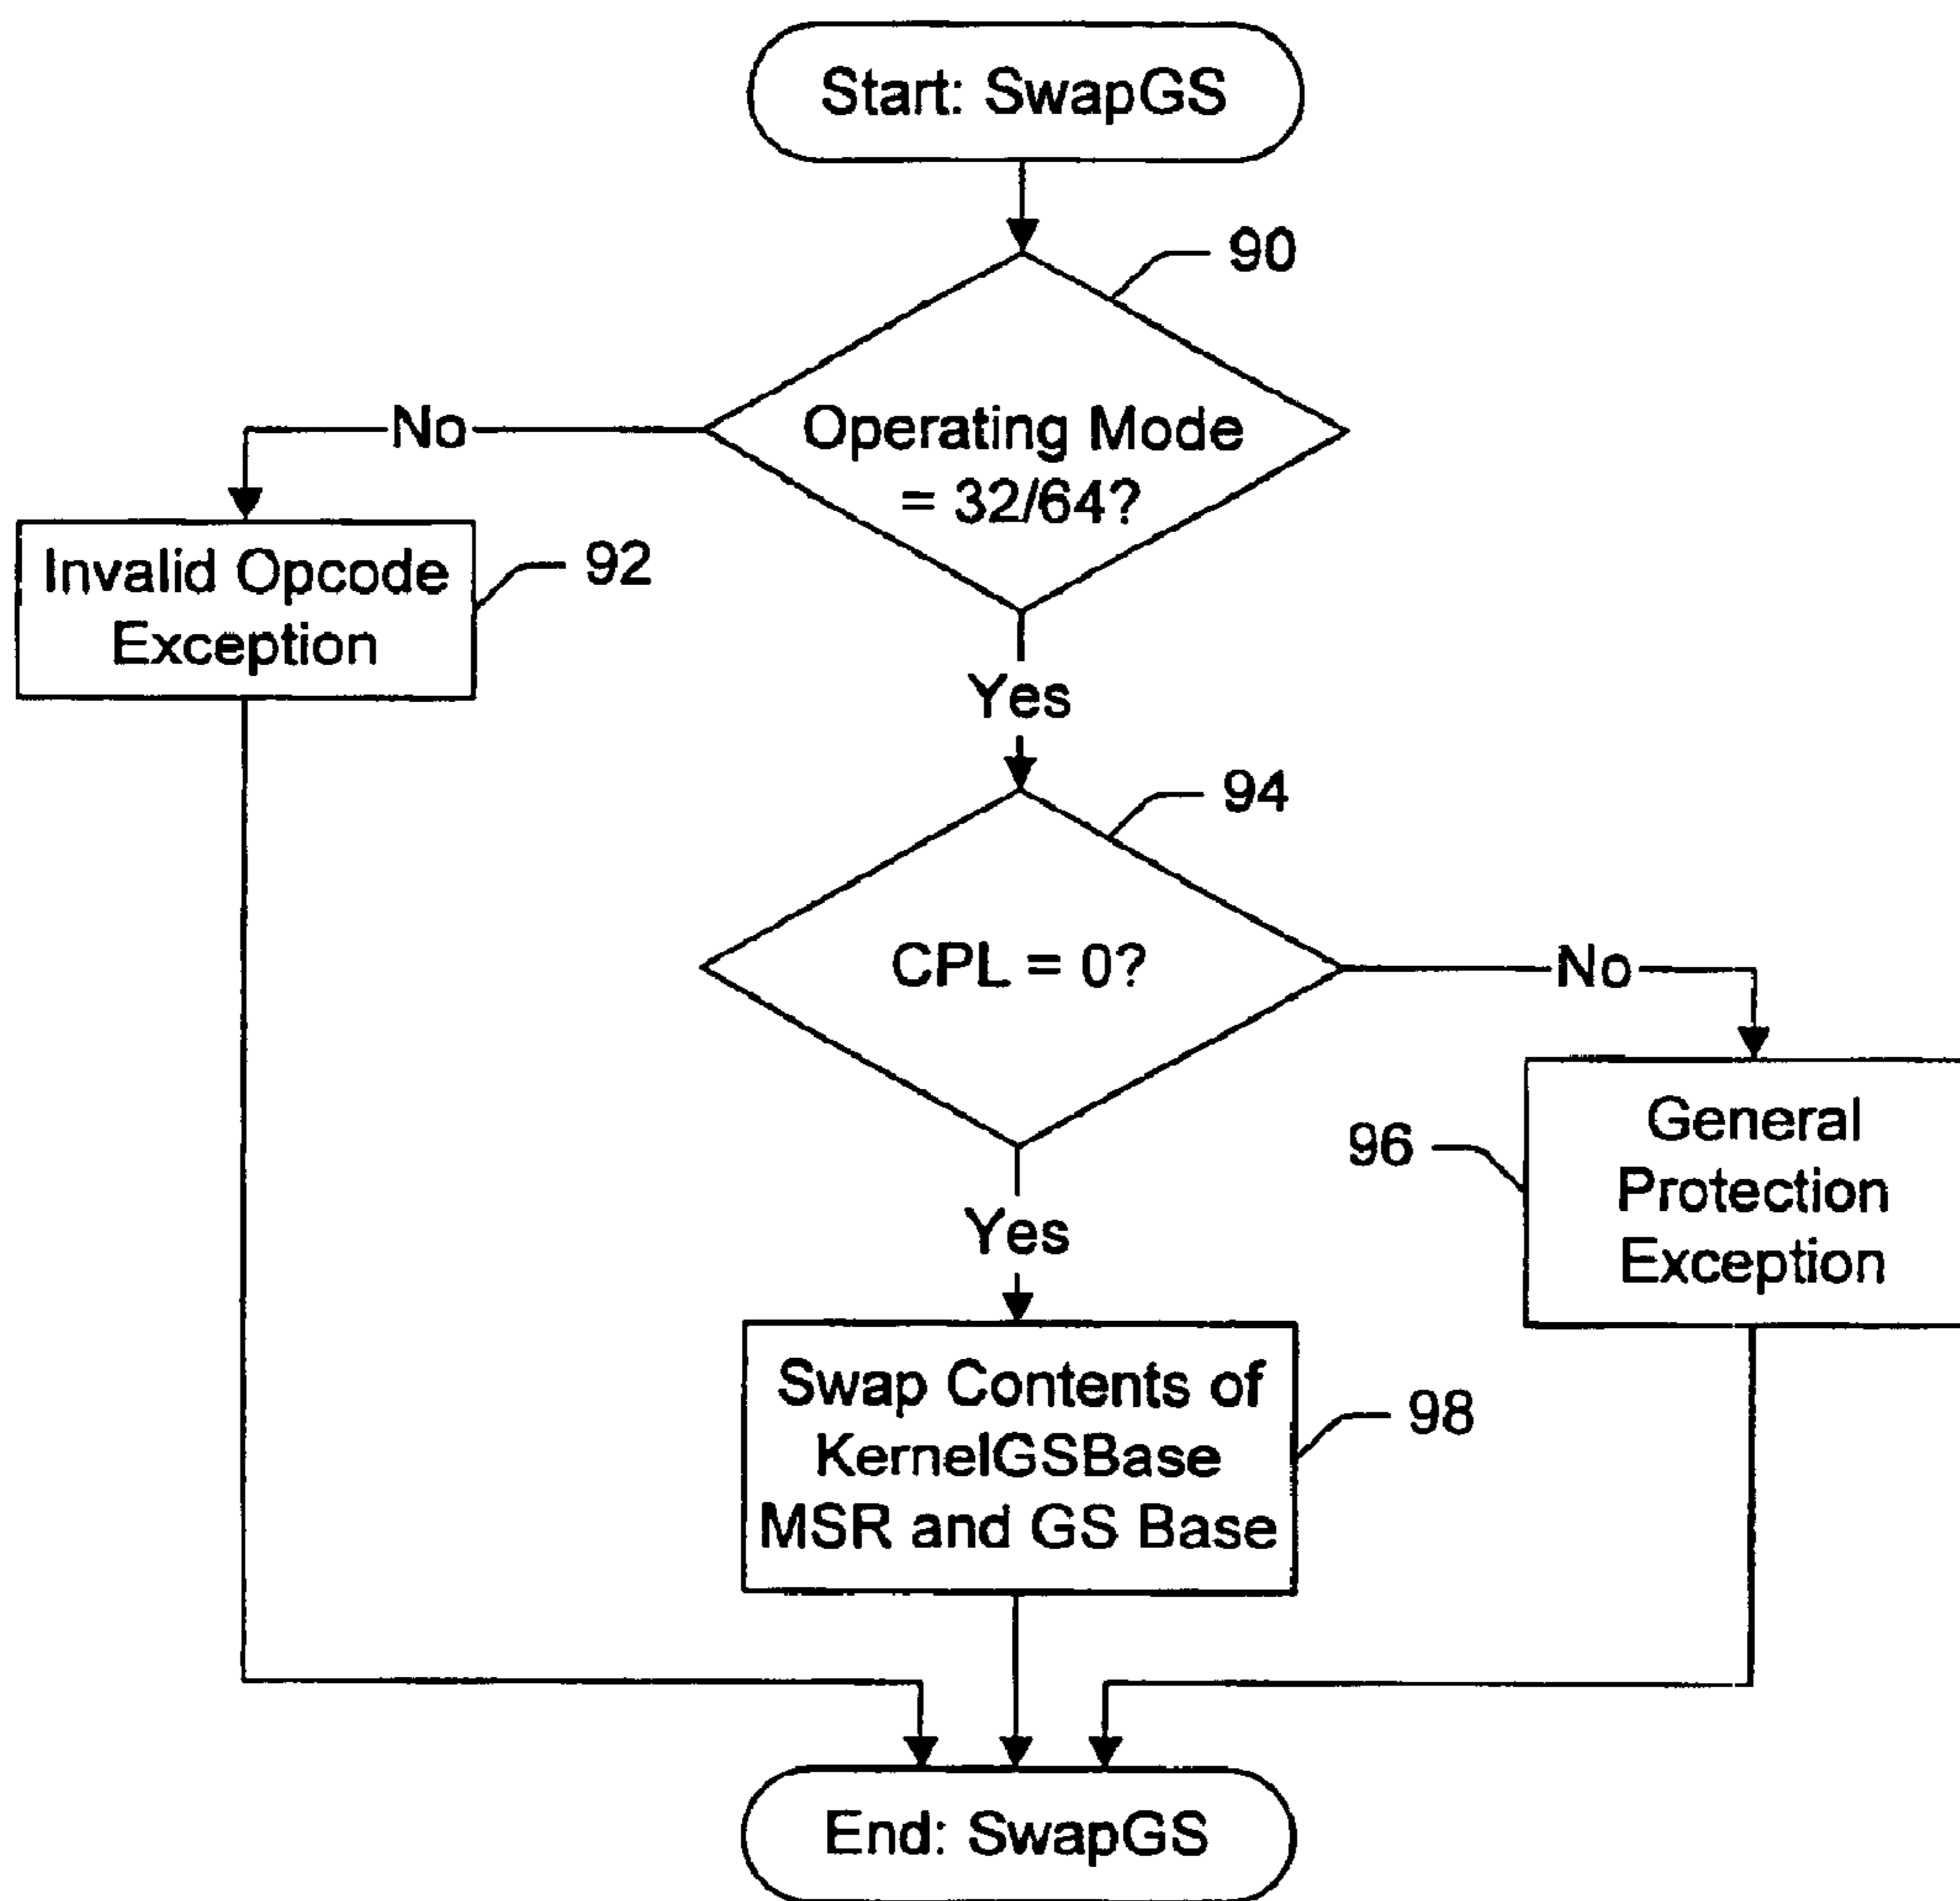 Start: SwapGS
90
Operating Mode
= 32/64?
No
Invalid Opcode
Exception
92
Yes
94
CPL = 0?
No
General
Protection
Exception
96
Yes
Swap Contents of
KernelGSBase
MSR and GS Base
98
End: SwapGS